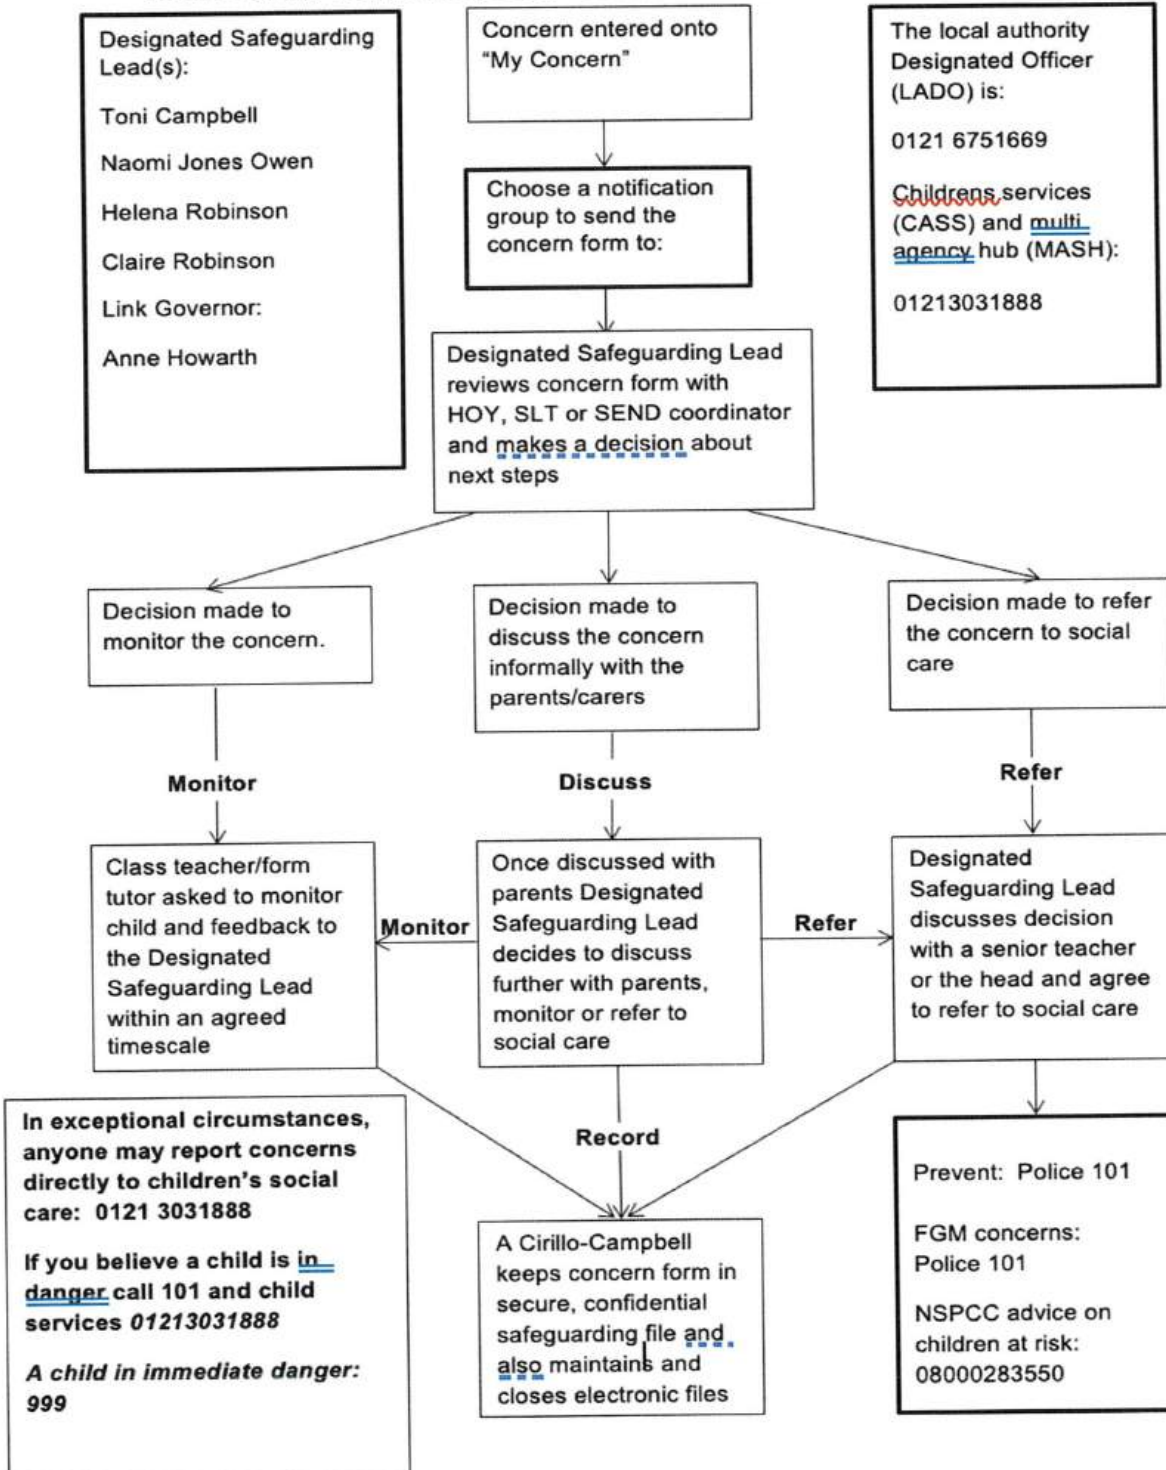 Designated Safeguarding
Lead(s):
Toni Campbell
Naomi Jones Owen
Helena Robinson
Claire Robinson
Link Governor:
Anne Howarth
Concern entered onto
“My Concern”
The local authority
Designated Officer
(LADO) is:
0121 6751669
Childrens services
(CASS) and multi
agency hub (MASH):
01213031888
Choose a notification
group to send the
concern form to:
Designated Safeguarding Lead
reviews concern form with
HOY, SLT or SEND coordinator
and makes a decision about
next steps
Decision made to
monitor the concern.
Decision made to
discuss the concern
informally with the
parents/carers
Decision made to refer
the concern to social
care
Monitor
Discuss
Refer
Class teacher/form
tutor asked to monitor
child and feedback to
the Designated
Safeguarding Lead
within an agreed
timescale
Monitor
Once discussed with
parents Designated
Safeguarding Lead
decides to discuss
further with parents,
monitor or refer to
social care
Refer
Designated
Safeguarding Lead
discusses decision
with a senior teacher
or the head and agree
to refer to social care
Record
In exceptional circumstances,
anyone may report concerns
directly to children's social
care:  0121 3031888
If you believe a child is in
danger call 101 and child
services 01213031888
A child in immediate danger:
999
A Cirillo-Campbell
keeps concern form in
secure, confidential
safeguarding file and
also maintains and
closes electronic files
Prevent:  Police 101
FGM concerns:
Police 101
NSPCC advice on
children at risk:
08000283550